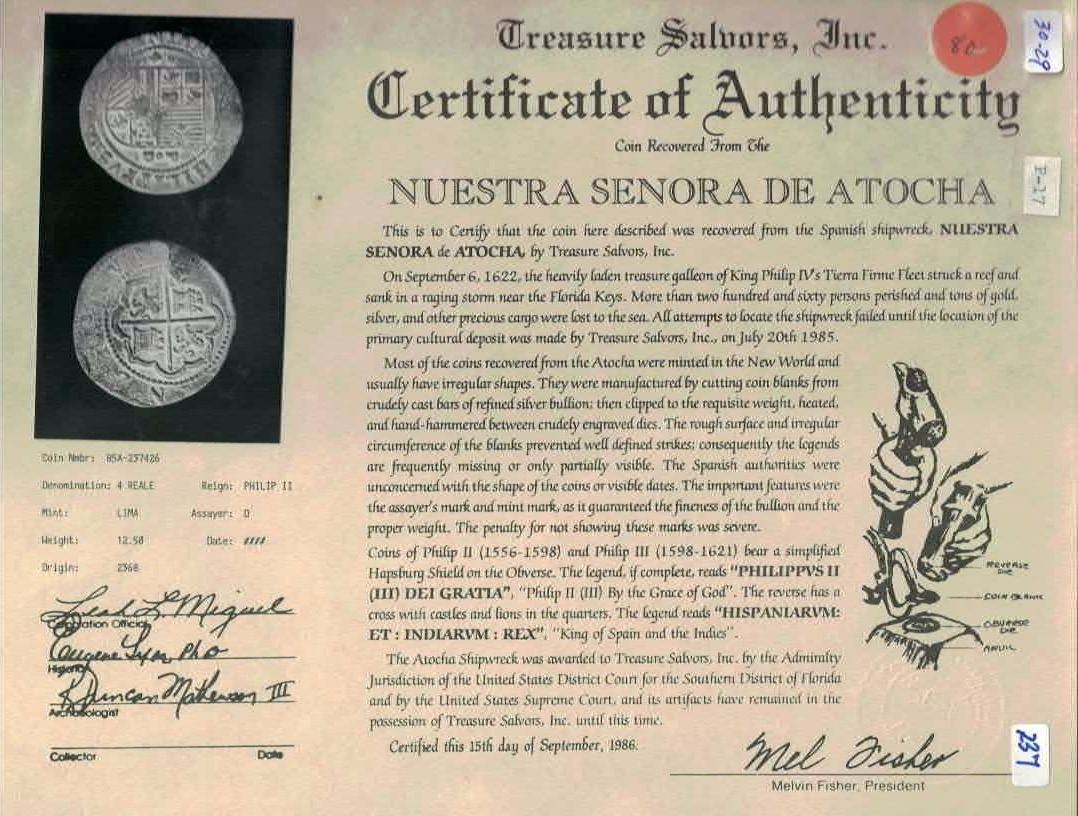 Treasure Salvors, Inc.
Certificate of Authenticity
Coin Recovered From The
NUESTRA SENORA DE ATOCHA
This is to Certify that the coin here described was recovered from the Spanish shipwreck, NUESTRA
SENORA de ATOCHA, by Treasure Salvors, Inc.
On September 6, 1622, the heavily laden treasure galleon of King Philip IV's Tierra Firme Fleet struck a reef and
sank in a raging storm near the Florida Keys. More than two hundred and sixty persons perished and tons of gold,
silver, and other precious cargo were lost to the sea. All attempts to locate the shipwreck failed until the location of the
primary cultural deposit was made by Treasure Salvors, Inc., on July 20th 1985.
Most of the coins recovered from the Atocha were minted in the New World and
usually have irregular shapes. They were manufactured by cutting coin blanks from
crudely cast bars of refined silver bullion; then clipped to the requisite weight, heated,
and hand-hammered between crudely engraved dies. The rough surface and irregular
circumference of the blanks prevented well defined strikes; consequently the legends
are frequently missing or only partially visible. The Spanish authorities were
unconcerned with the shape of the coins or visible dates. The important features were
the assayer's mark and mint mark, as it guaranteed the fineness of the bullion and the
proper weight. The penalty for not showing these marks was severe.
Coins of Philip II (1556-1598) and Philip III (1598-1621) bear a simplified
Hapsburg Shield on the Obverse. The legend, if complete, reads "PHILIPPVS II
(III) DEI GRATIA", "Philip II (III) By the Grace of God". The reverse has a
cross with castles and lions in the quarters. The legend reads "HISPANIARVM:
ET : INDIARVM : REX", "King of Spain and the Indies".
The Atocha Shipwreck was awarded to Treasure Salvors, Inc. by the Admiralty
Jurisdiction of the United States District Court for the Southern District of Florida
and by the United States Supreme Court, and its artifacts have remained in the
possession of Treasure Salvors, Inc. until this time.
Certified this 15th day of September, 1986.
Mel Fisher
Melvin Fisher, President
REVERSE
DIE
COIN BLANK
OBVERSE
DIE
ANVIL
30-29
E-27
237
Coin Nmbr: 85A-237426
Denomination: 4 REALE Reign: PHILIP II
Mint: LIMA Assayer: D
Weight: 12.50 Date: ////
Origin: 2368
Leah L Miguel
Corporation Official
Eugene Lyon PhD
Historian
R Duncan Mathewson III
Archaeologist
Collector Date